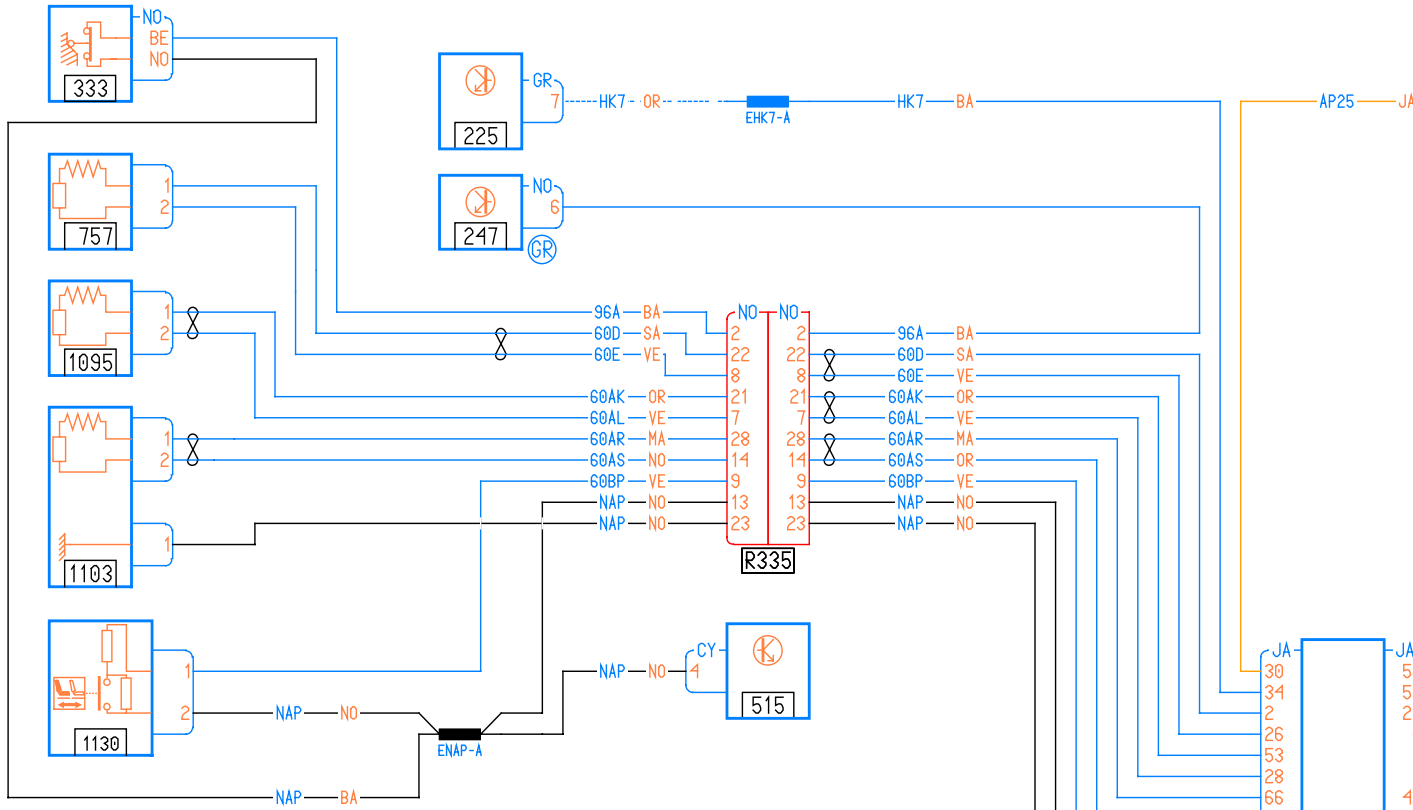 NO
BE
NO
333
GR
7 HK7 OR EHK7-A HK7 BA
225
AP25 JA
1
2
757
NO
6
247
GR
1
2
1095
NO NO
96A BA 2 2 96A BA
60D SA 22 22 60D SA
60E VE 8 8 60E VE
60AK OR 21 21 60AK OR
60AL VE 7 7 60AL VE
1 60AR MA 28 28 60AR MA
2 60AS NO 14 14 60AS OR
60BP VE 9 9 60BP VE
NAP NO 13 13 NAP NO
NAP NO 23 23 NAP NO
1
1103
R335
1
2 NAP NO
1130
ENAP-A
NAP BA
NAP NO 4 CY
515
JA JA
30 5
34 5
2 2
26
53
28
66 4